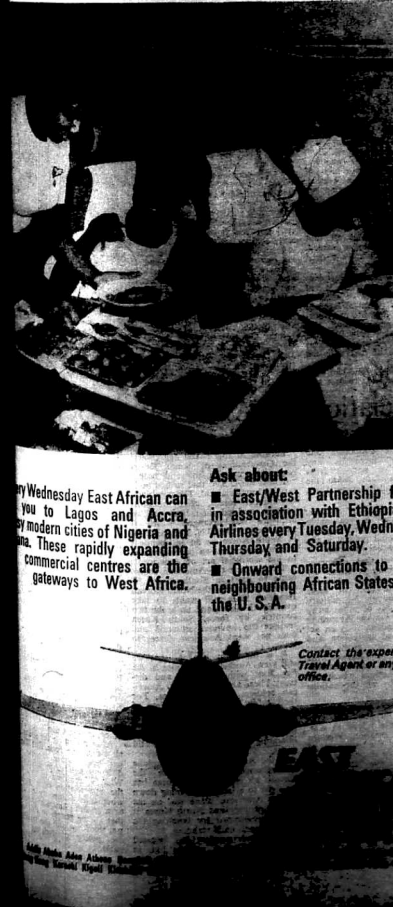 Wednesday East African can
you to Lagos and Accra,
modern cities of Nigeria and
These rapidly expanding
commercial centres are the
gateways to West Africa.
Ask about:
■ East/West Partnership
in association with Ethiopi
Airlines every Tuesday, Wedn
Thursday, and Saturday.
■ Onward connections to
neighbouring African States
the U.S.A.
Contact the exper
Travel Agent or an
office.
EAST
Addis Ababa Aden Athens
Karachi Kigali